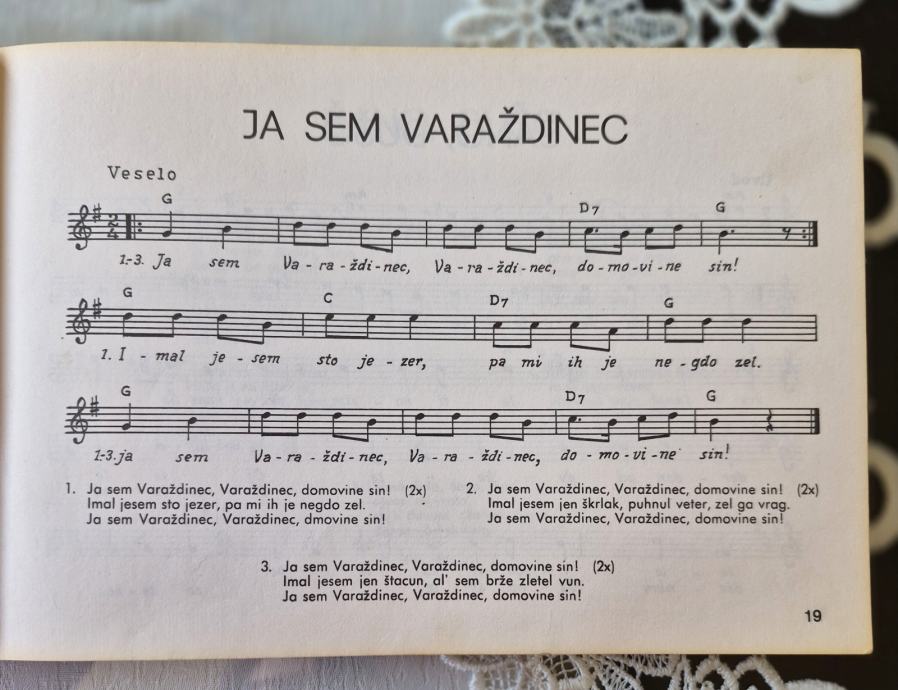 JA SEM VARAŽDINEC
Veselo
G D7 G
2/4
1.-3. Ja sem Va - ra - ždi - nec, Va - ra - ždi - nec, do - mo - vi - ne sin!
G C D7 G
1. I - mal je - sem sto je - zer, pa mi ih je ne - gdo zel.
G D7 G
1.-3. ja sem Va - ra - ždi - nec, Va - ra - ždi - nec, do - mo - vi - ne sin!
1. Ja sem Varaždinec, Varaždinec, domovine sin! (2x)
Imal jesem sto jezer, pa mi ih je negdo zel.
Ja sem Varaždinec, Varaždinec, dmovine sin!
2. Ja sem Varaždinec, Varaždinec, domovine sin! (2x)
Imal jesem jen škrlak, puhnul veter, zel ga vrag.
Ja sem Varaždinec, Varaždinec, domovine sin!
3. Ja sem Varaždinec, Varaždinec, domovine sin! (2x)
Imal jesem jen štacun, al' sem brže zletel vun.
Ja sem Varaždinec, Varaždinec, domovine sin!
19